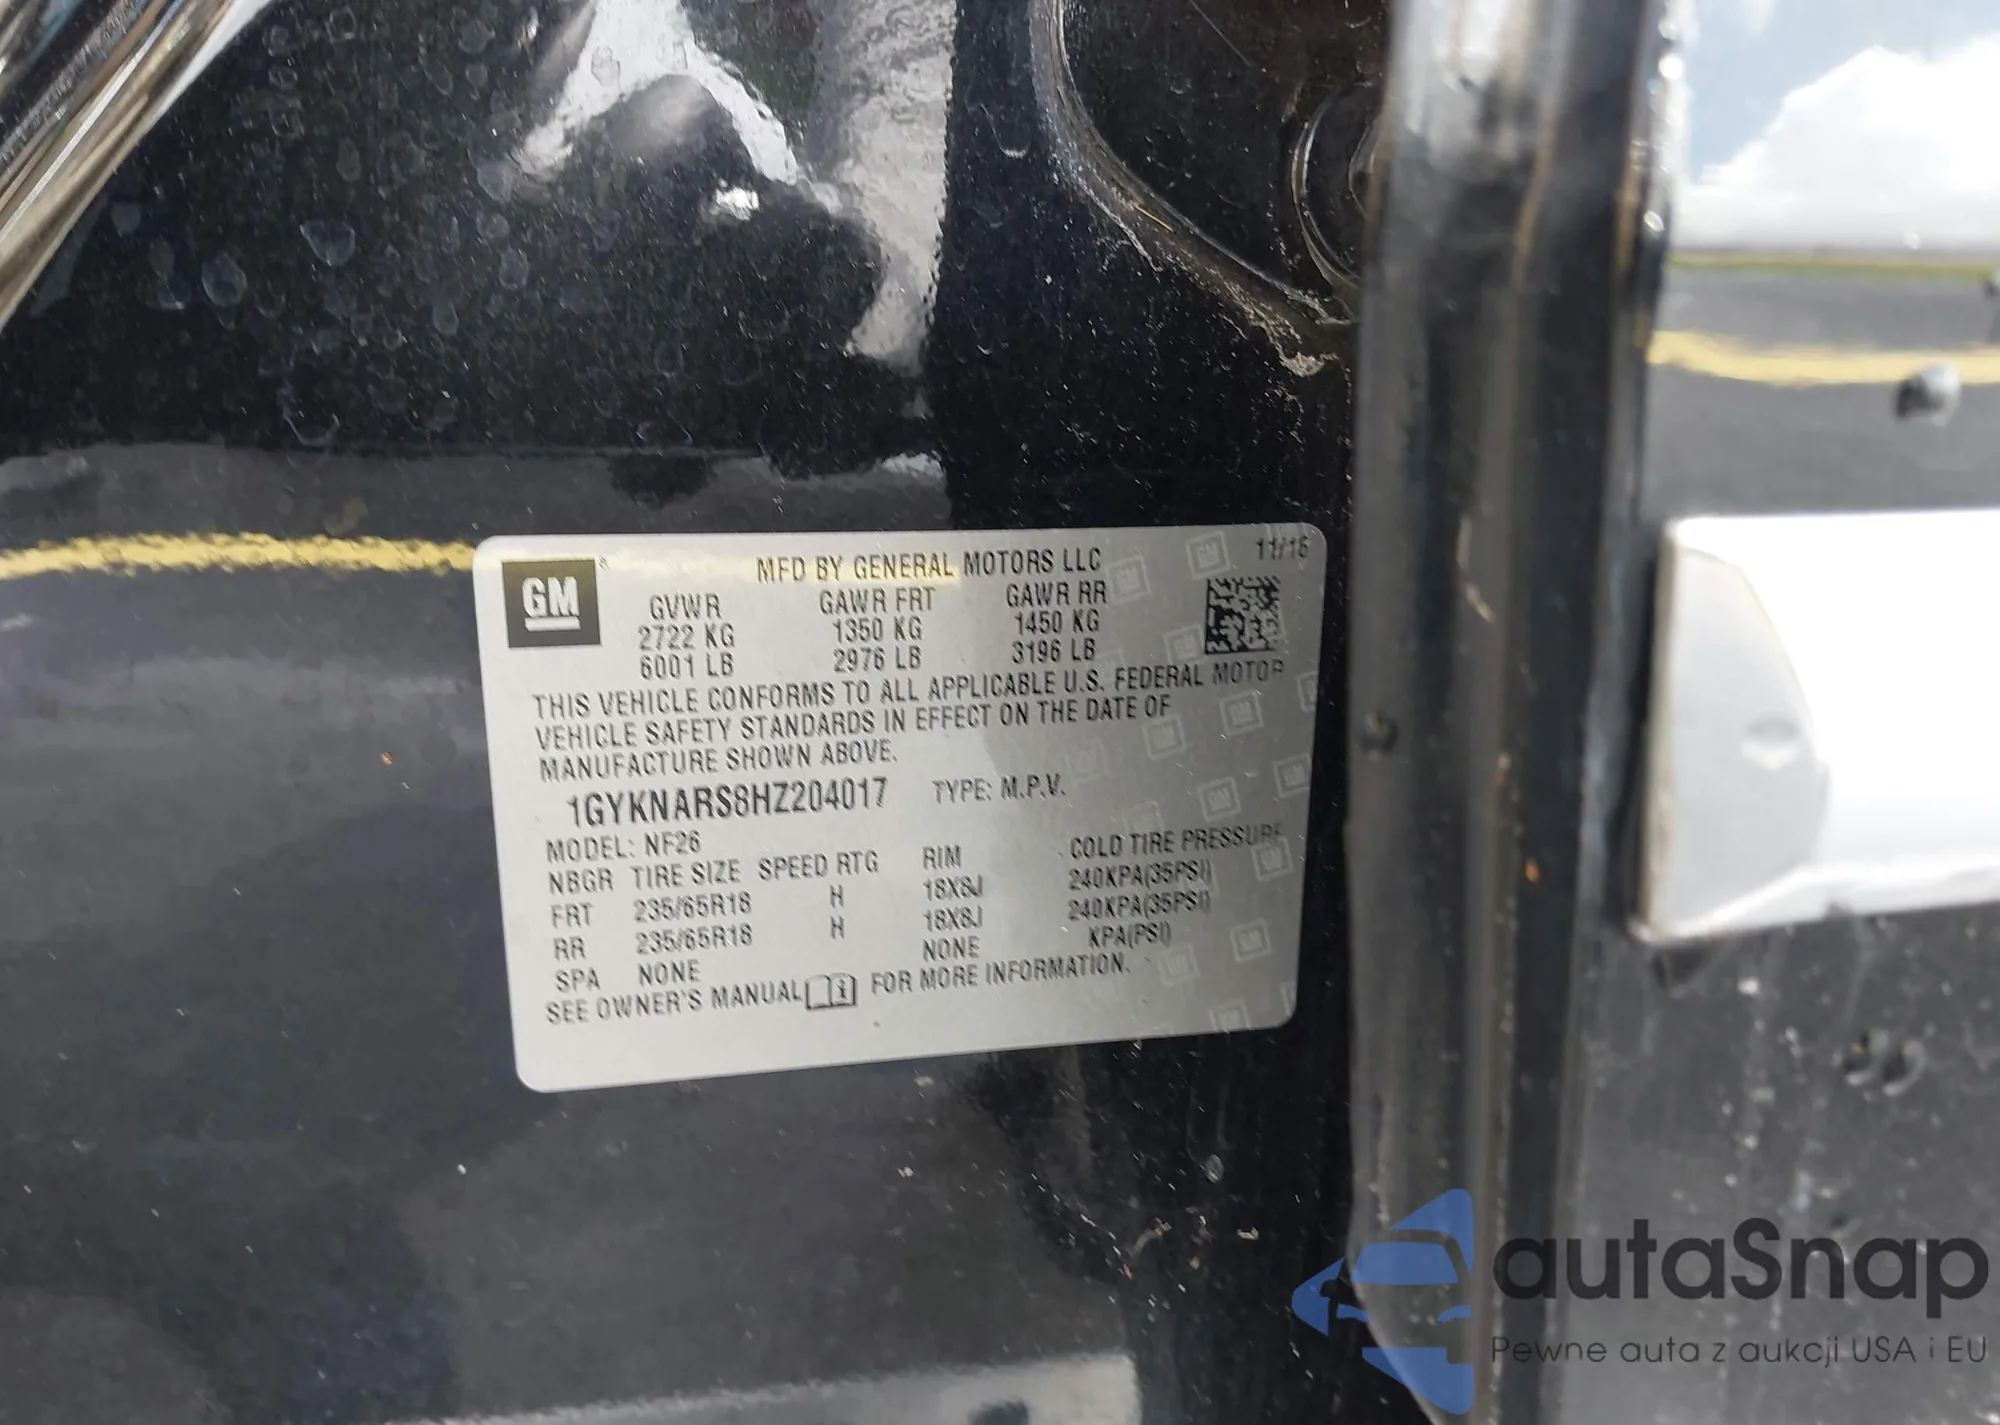 GM
MFD BY GENERAL MOTORS LLC 11/16
GVWR GAWR FRT GAWR RR
2722 KG 1350 KG 1450 KG
6001 LB 2976 LB 3196 LB
THIS VEHICLE CONFORMS TO ALL APPLICABLE U.S. FEDERAL MOTOR
VEHICLE SAFETY STANDARDS IN EFFECT ON THE DATE OF
MANUFACTURE SHOWN ABOVE.
1GYKNARS8HZ204017 TYPE: M.P.V.
MODEL: NF26
NBGR TIRE SIZE SPEED RTG RIM COLD TIRE PRESSURE
FRT 235/65R18 H 18X8J 240KPA(35PSI)
RR 235/65R18 H 18X8J 240KPA(35PSI)
SPA NONE NONE KPA(PSI)
SEE OWNER'S MANUAL FOR MORE INFORMATION.
autaSnap
Pewne auta z aukcji USA i EU